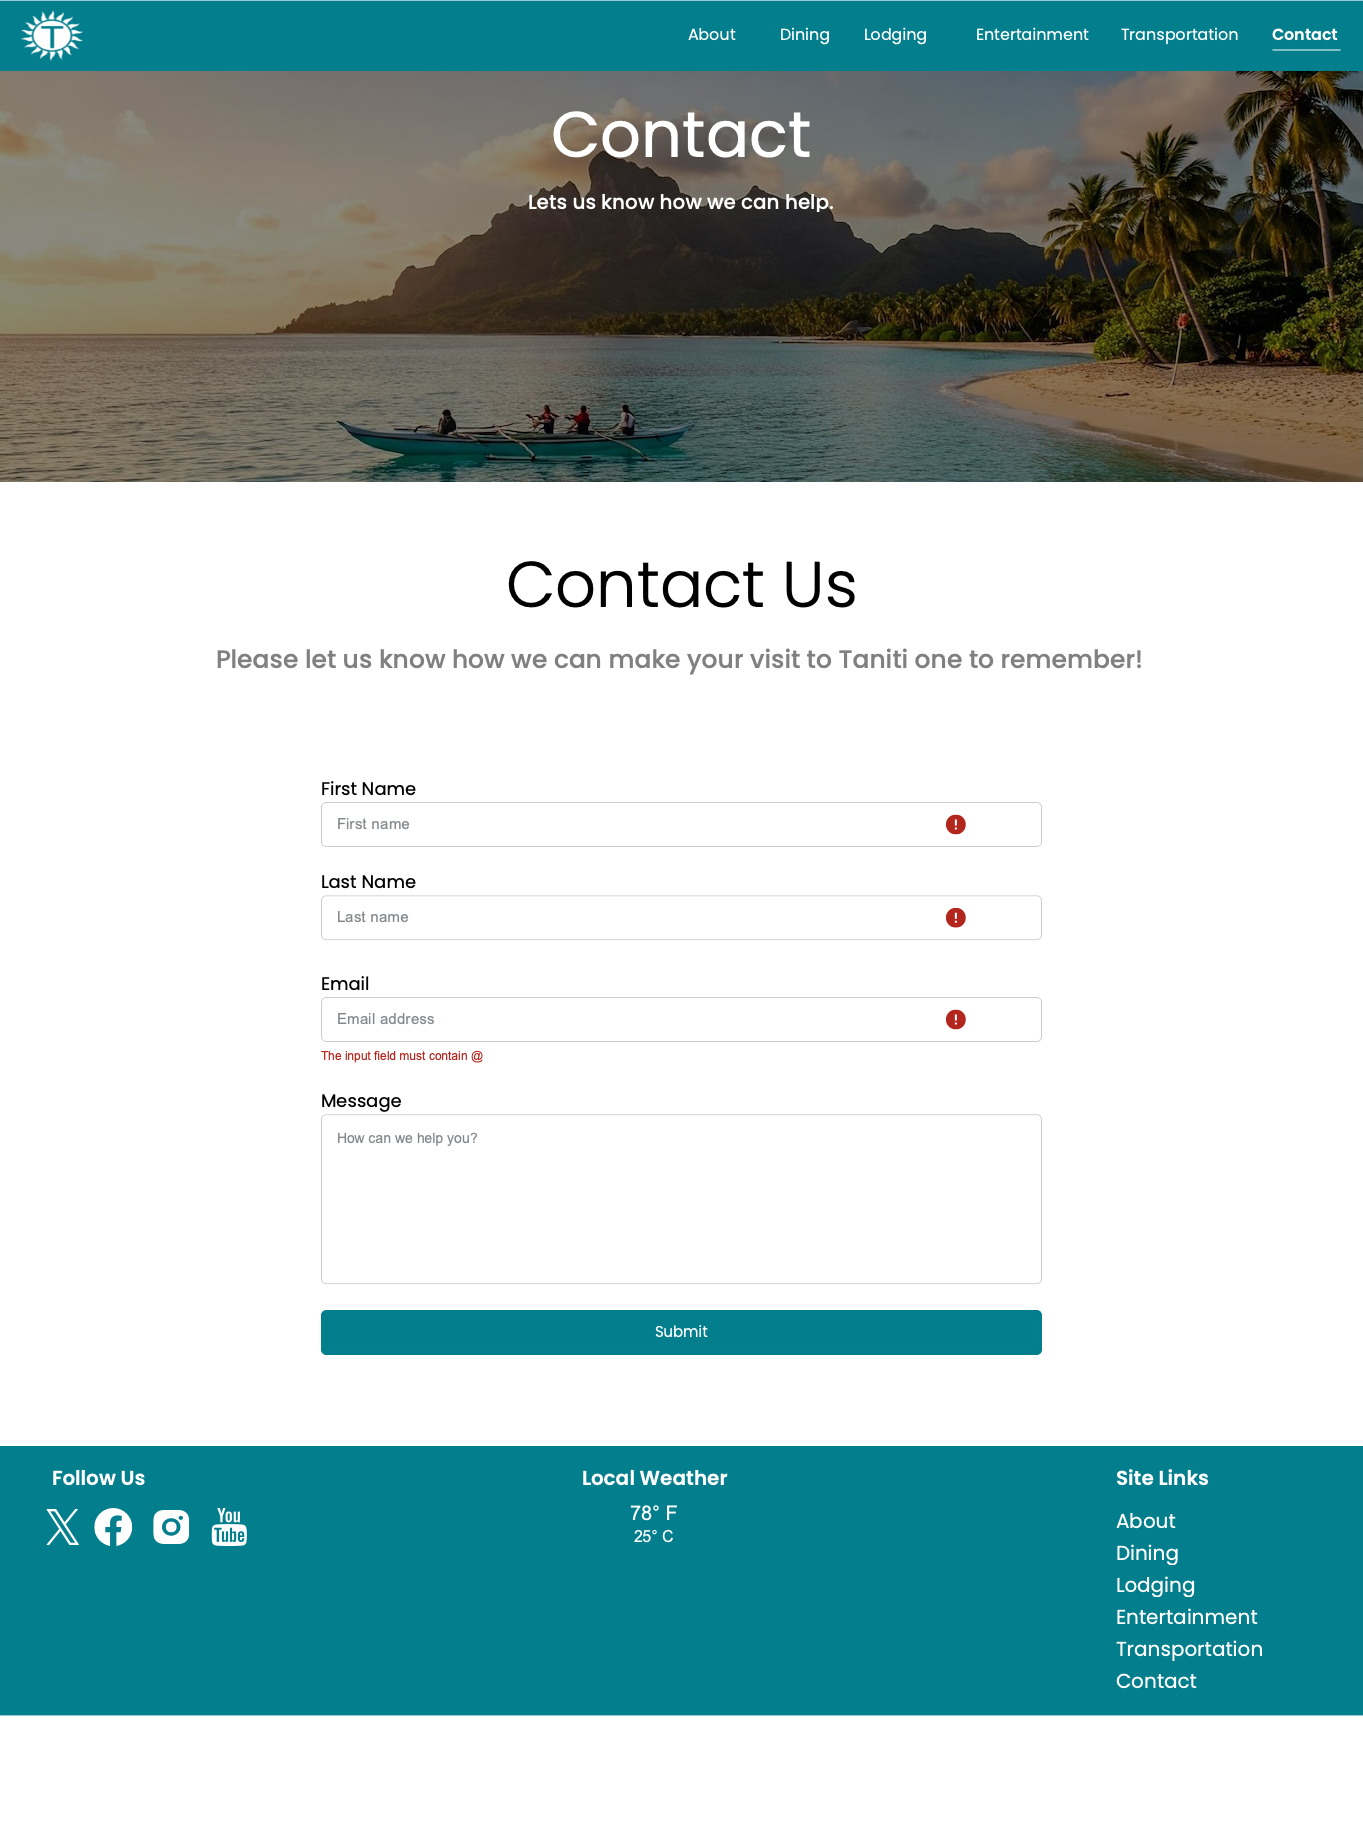 T
About Dining Lodging Entertainment Transportation Contact
Contact
Lets us know how we can help.
Contact Us
Please let us know how we can make your visit to Taniti one to remember!
First Name
First name
Last Name
Last name
Email
Email address
The input field must contain @
Message
How can we help you?
Submit
Follow Us
You
Tube
Local Weather
78° F
25° C
Site Links
About
Dining
Lodging
Entertainment
Transportation
Contact